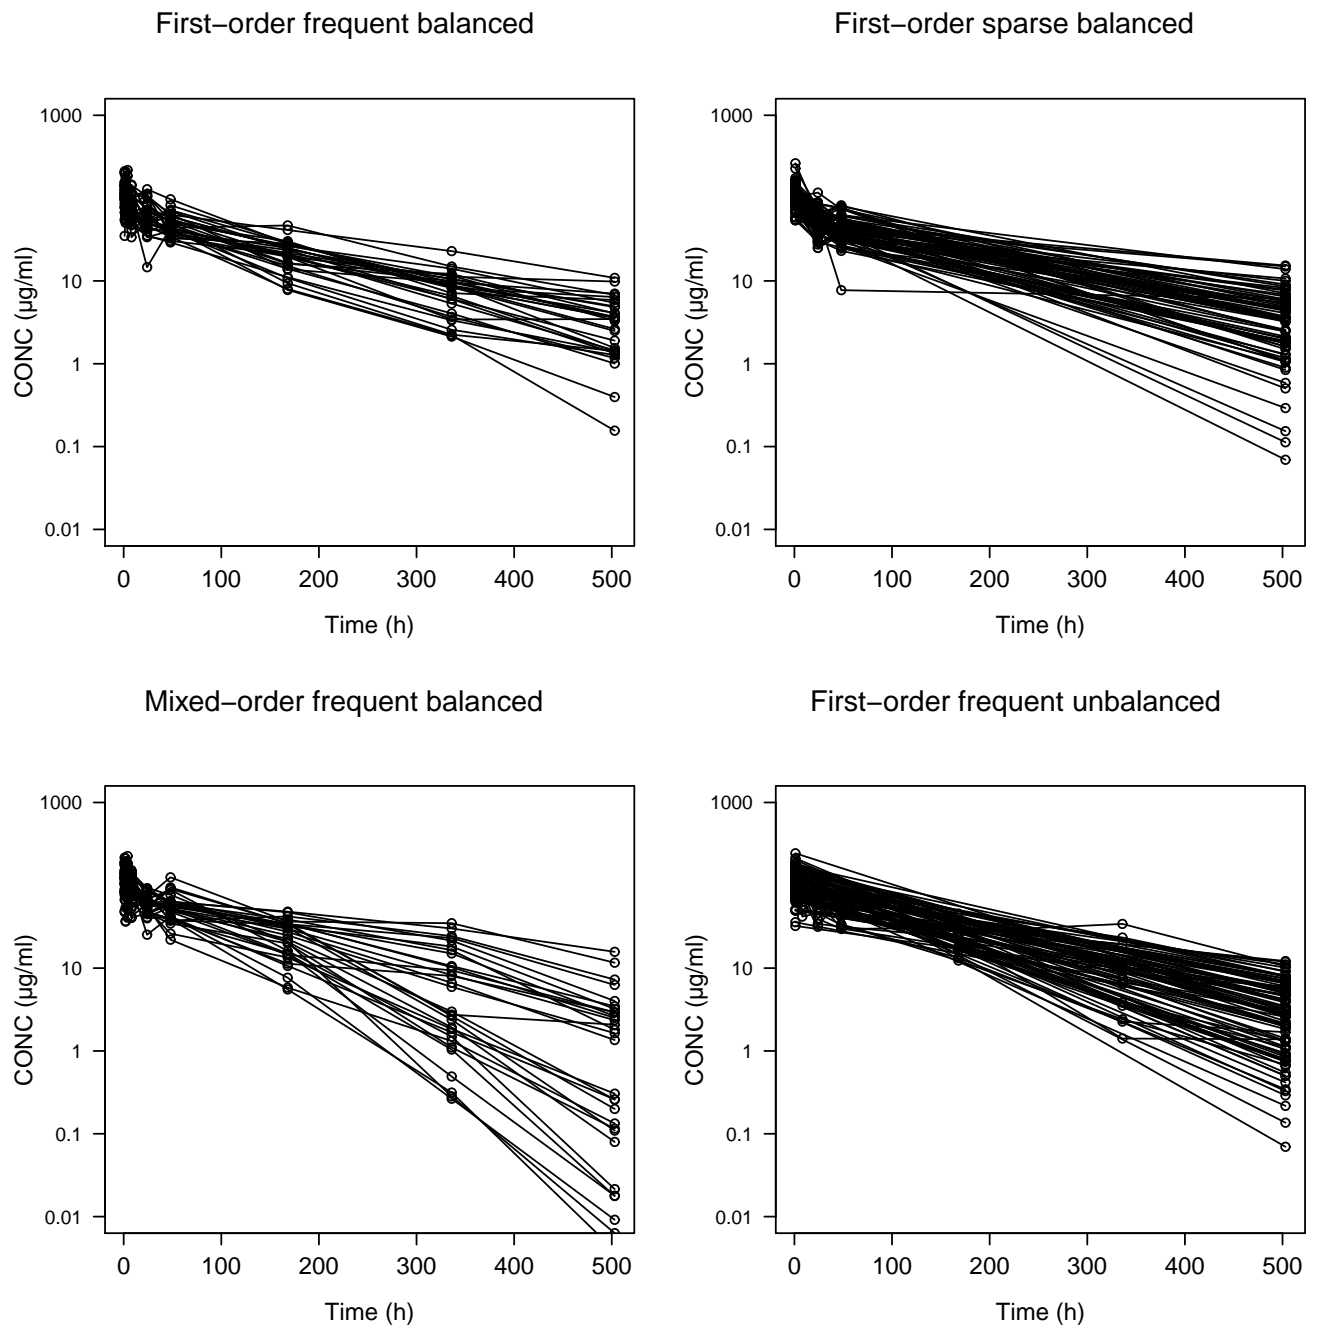 First−order frequent balanced
CONC (μg/ml)
1000
10
1
0.1
0.01
0 100 200 300 400 500
Time (h)
First−order sparse balanced
CONC (μg/ml)
1000
10
1
0.1
0.01
0 100 200 300 400 500
Time (h)
Mixed−order frequent balanced
CONC (μg/ml)
1000
10
1
0.1
0.01
0 100 200 300 400 500
Time (h)
First−order frequent unbalanced
CONC (μg/ml)
1000
10
1
0.1
0.01
0 100 200 300 400 500
Time (h)